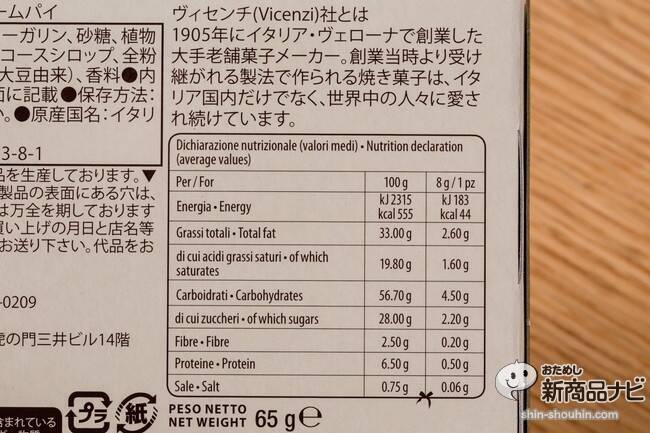 ームパイ
ーガリン、砂糖、植物
コースシロップ、全粉
大豆由来)、香料●内
面に記載●保存方法:
い。●原産国名:イタリ
3-8-1
品を生産しております。▼
製品の表面にある穴は、
は万全を期しております
買い上げの月日と店名等
お送り下さい。代品をお
-0209
虎の門三井ビル14階
含まれている
プラ
紙
ヴィセンチ(Vicenzi)社とは
1905年にイタリア・ヴェローナで創業した
大手老舗菓子メーカー。創業当時より受け
継がれる製法で作られる焼き菓子は、イタ
リア国内だけでなく、世界中の人々に愛さ
れ続けています。
Dichiarazione nutrizionale (valori medi) • Nutrition declaration
(average values)
Per / For 100 g 8 g / 1 pz
Energia • Energy kJ 2315 kcal 555 kJ 183 kcal 44
Grassi totali • Total fat 33.00 g 2.60 g
di cui acidi grassi saturi • of which
saturates 19.80 g 1.60 g
Carboidrati • Carbohydrates 56.70 g 4.50 g
di cui zuccheri • of which sugars 28.00 g 2.20 g
Fibre • Fibre 2.50 g 0.20 g
Proteine • Protein 6.50 g 0.50 g
Sale • Salt 0.75 g 0.06 g
PESO NETTO
NET WEIGHT 65 g ℮
おためし
新商品ナビ
shin-shouhin.com